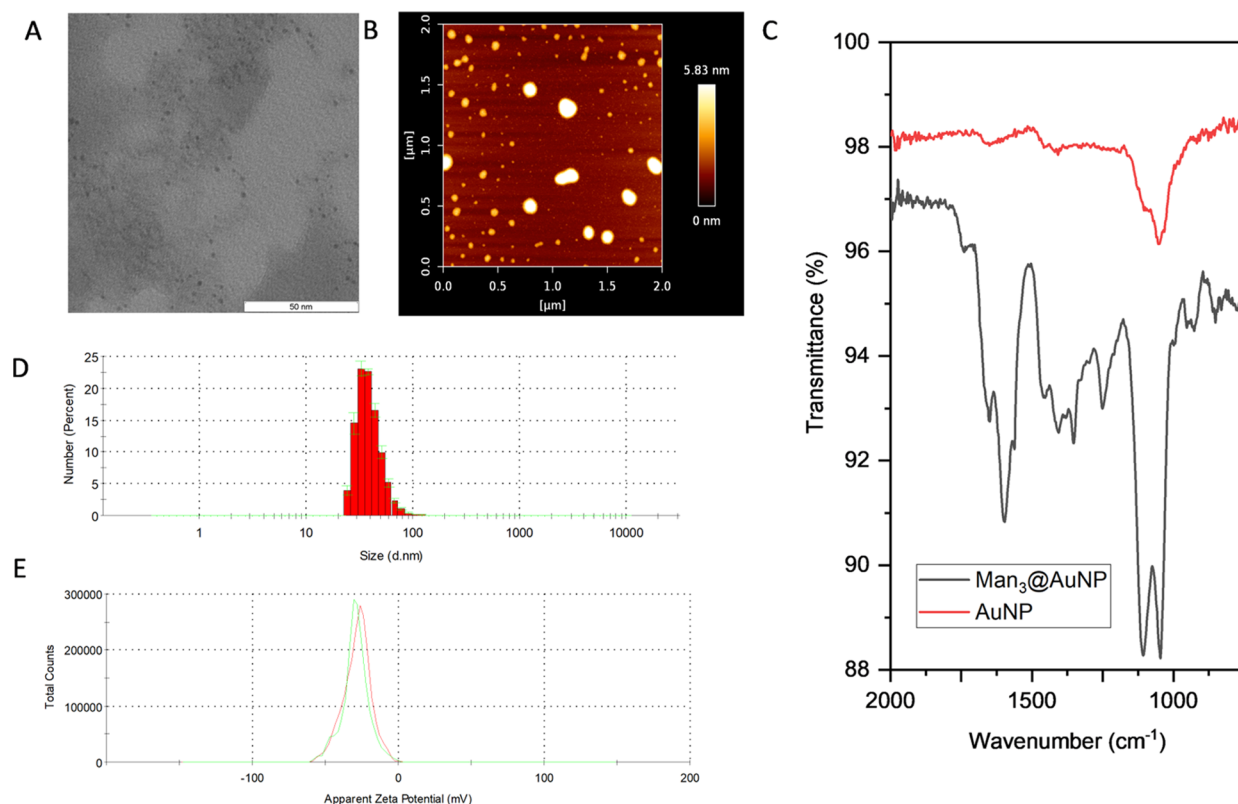 A
50 nm
B
2.0
1.5
1.0
0.5
0.0
[µm]
0.0 0.5 1.0 1.5 2.0
[µm]
5.83 nm
0 nm
C
100
98
96
94
92
90
88
Transmittance (%)
Man₃@AuNP
AuNP
2000 1500 1000
Wavenumber (cm⁻¹)
D
25
20
15
10
5
0
Number (Percent)
1 10 100 1000 10000
Size (d.nm)
E
300000
200000
100000
0
Total Counts
-100 0 100 200
Apparent Zeta Potential (mV)